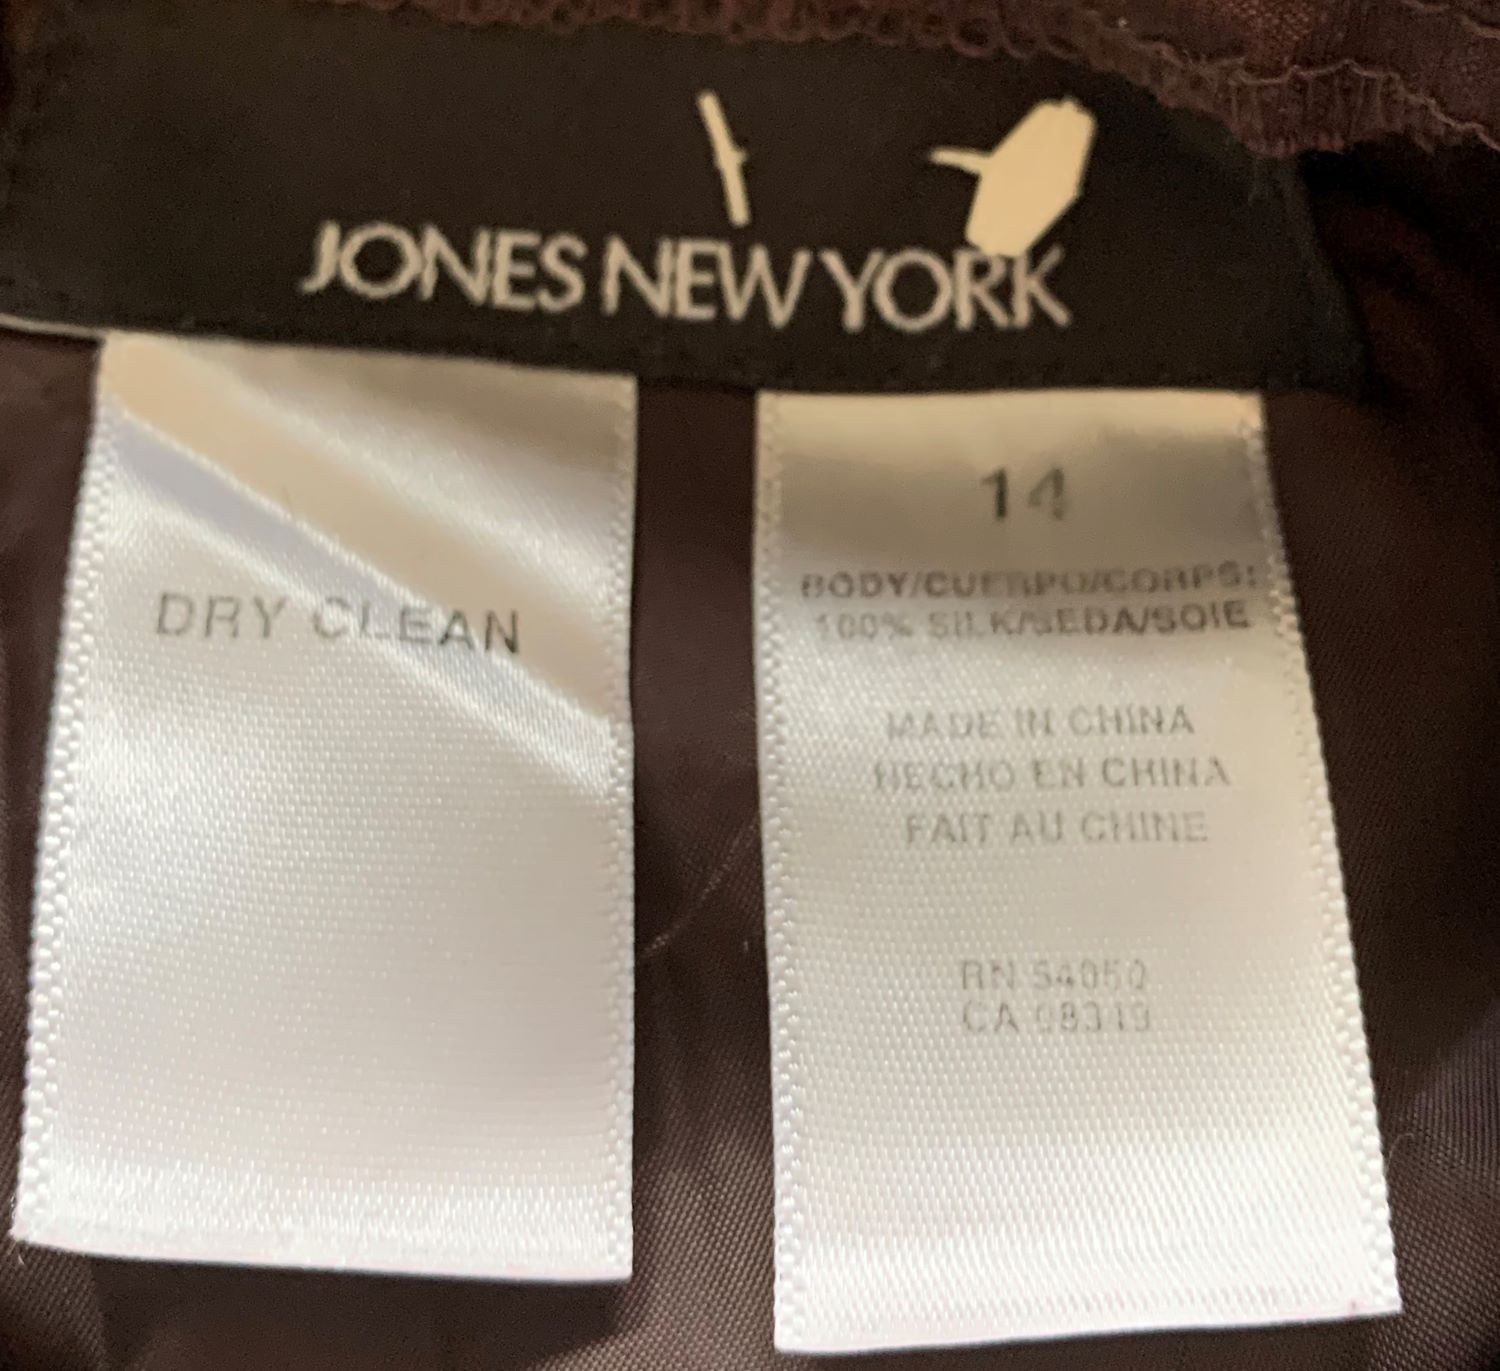 JONES NEW YORK
DRY CLEAN
14
BODY/CUERPO/CORPS:
100% SILK/SEDA/SOIE
MADE IN CHINA
HECHO EN CHINA
FAIT AU CHINE
RN 54050
CA